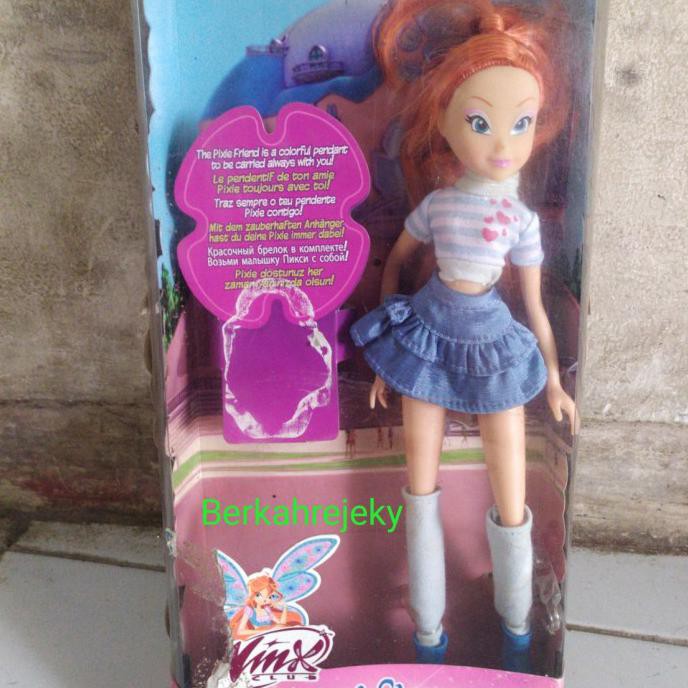 The Pixie Friend is a colorful pendant
to be carried always with you!
Le pendentif de ton amie
Pixie toujours avec toi!
Traz sempre o teu pendente
Pixie contigo!
Mit dem zauberhaften Anhänger
hast du deine Pixie immer dabei!
Красочный брелок в комплекте!
Возьми малышку Пикси с собой!
Pixie dostunuz her
zaman olsun!
Berkahrejeky
Winx
CLUB